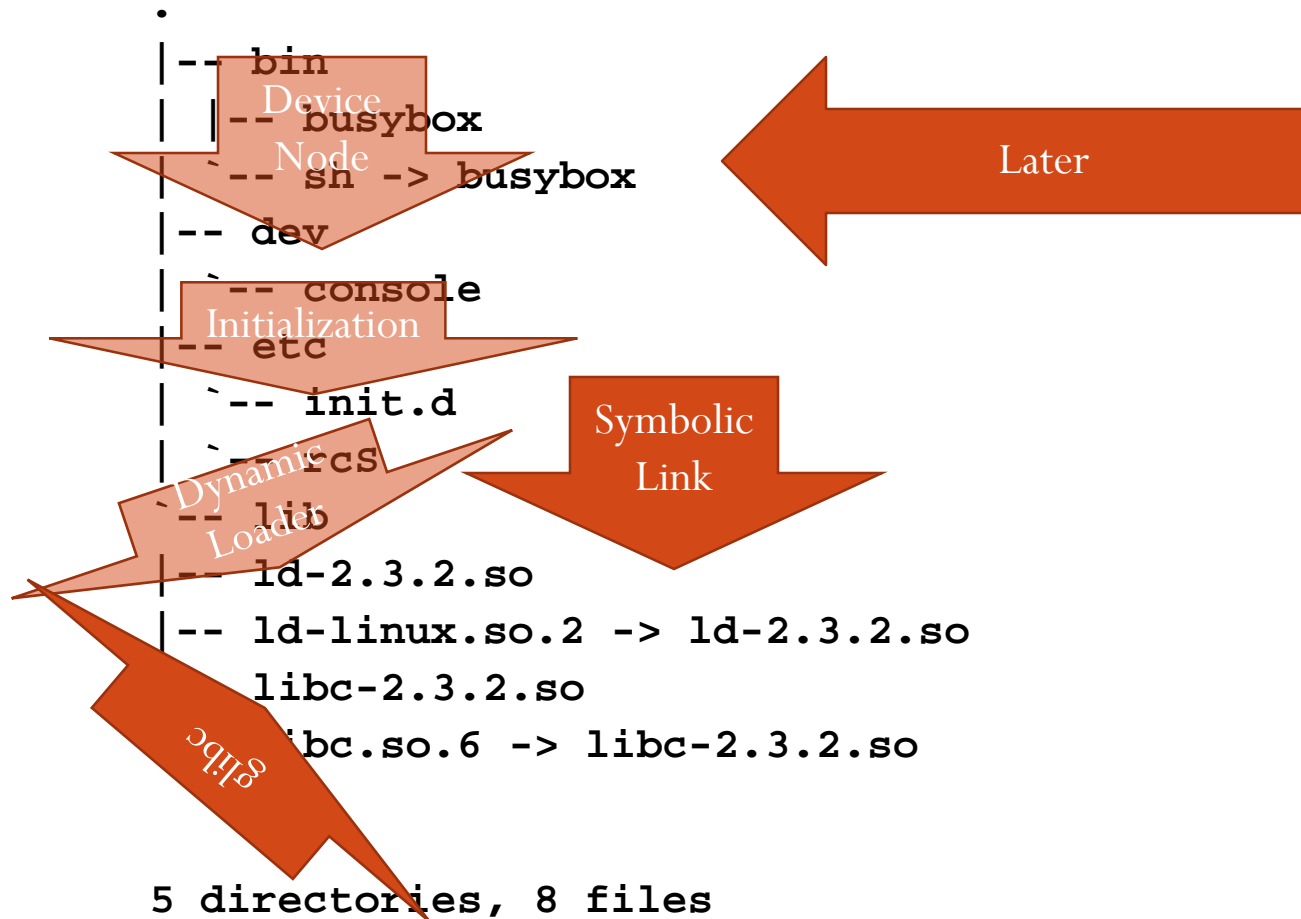 .
|-- bin
| |-- busybox
| `-- sh -> busybox
|-- dev
| `-- console
|-- etc
| `-- init.d
| `-- rcS
`-- lib
|-- ld-2.3.2.so
|-- ld-linux.so.2 -> ld-2.3.2.so
| libc-2.3.2.so
ibc.so.6 -> libc-2.3.2.so
5 directories, 8 files
Device
Node
Later
Initialization
Symbolic
Link
Dynamic
Loader
glibc